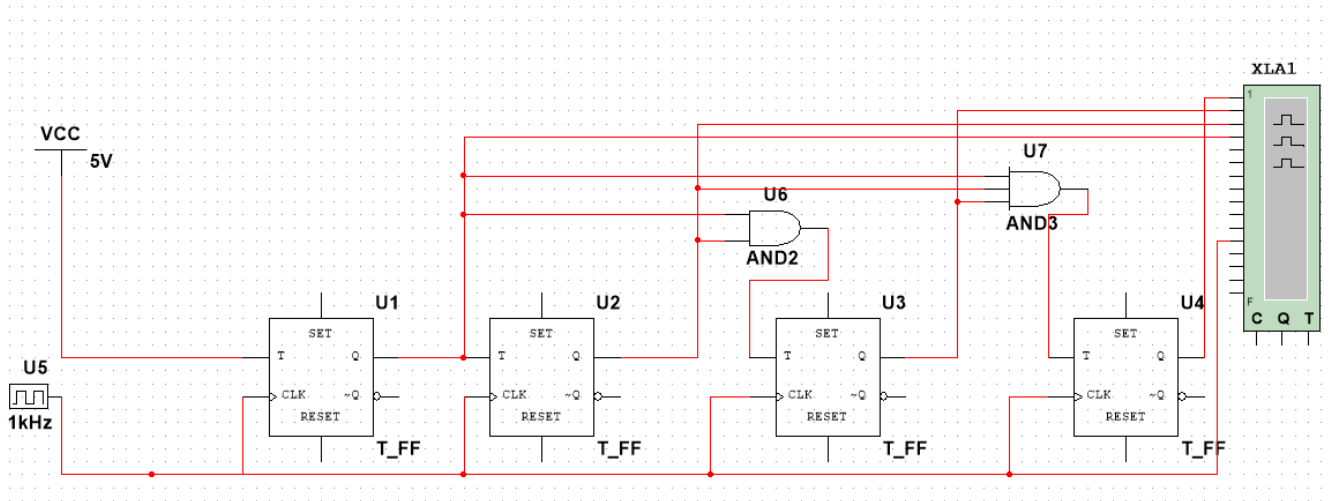 XLA1
1
VCC
5V
U7
U6
AND3
AND2
U1
U2
U3
U4
SET
SET
SET
SET
F
C Q T
T Q
T Q
T Q
T Q
U5
CLK ~Q
CLK ~Q
CLK ~Q
CLK ~Q
1kHz
RESET
RESET
RESET
RESET
T_FF
T_FF
T_FF
T_FF